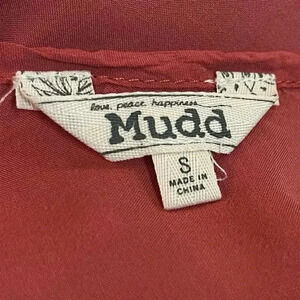 love. peace. happiness.
Mudd
S
MADE IN
CHINA